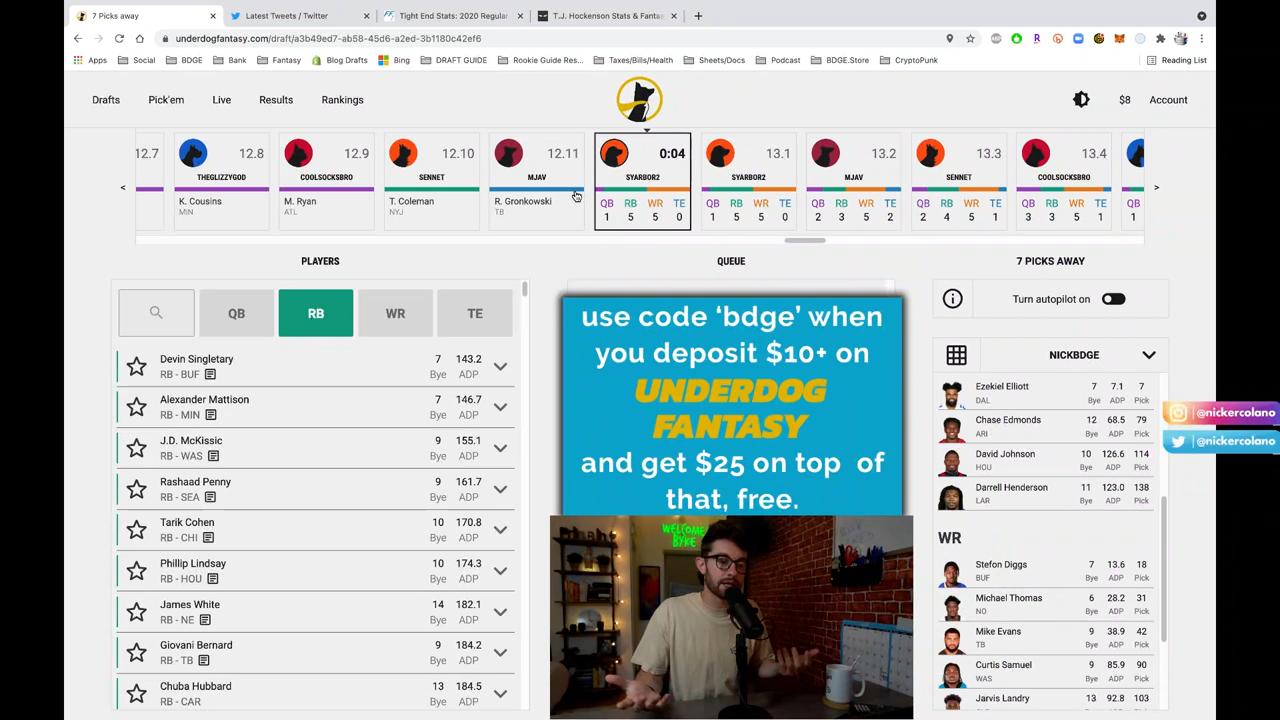 7 Picks away
Latest Tweets / Twitter
Tight End Stats: 2020 Regular
T.J. Hockenson Stats & Fantas
underdogfantasy.com/draft/a3b49ed7-ab58-45d6-a2ed-3b1180c42ef6
Apps
Social
BDGE
Bank
Fantasy
Blog Drafts
Bing
DRAFT GUIDE
Rookie Guide Res...
Taxes/Bills/Health
Sheets/Docs
Podcast
BDGE.Store
CryptoPunk
Reading List
Drafts
Pick'em
Live
Results
Rankings
$8
Account
12.7
12.8
THEGLIZZYGOD
K. Cousins
MIN
12.9
COOLSOCKSBRO
M. Ryan
ATL
12.10
SENNET
T. Coleman
NYJ
12.11
MJAV
R. Gronkowski
TB
0:04
SYARBOR2
QB RB WR TE
1 5 5 0
13.1
SYARBOR2
QB RB WR TE
1 5 5 0
13.2
MJAV
QB RB WR TE
2 3 5 2
13.3
SENNET
QB RB WR TE
2 4 5 1
13.4
COOLSOCKSBRO
QB RB WR TE
3 3 5 1
QB
1
PLAYERS
QB
RB
WR
TE
Devin Singletary 7 143.2
RB - BUF Bye ADP
Alexander Mattison 7 146.7
RB - MIN Bye ADP
J.D. McKissic 9 155.1
RB - WAS Bye ADP
Rashaad Penny 9 161.7
RB - SEA Bye ADP
Tarik Cohen 10 170.8
RB - CHI Bye ADP
Phillip Lindsay 10 174.3
RB - HOU Bye ADP
James White 14 182.1
RB - NE Bye ADP
Giovani Bernard 9 184.2
RB - TB Bye ADP
Chuba Hubbard 13 184.5
RB - CAR Bye ADP
QUEUE
use code 'bdge' when
you deposit $10+ on
UNDERDOG
FANTASY
and get $25 on top of
that, free.
WELCOME
BYKE
7 PICKS AWAY
Turn autopilot on
NICKBDGE
Ezekiel Elliott 7 7.1 7
DAL Bye ADP Pick
Chase Edmonds 12 68.5 79
ARI Bye ADP Pick
David Johnson 10 126.6 114
HOU Bye ADP Pick
Darrell Henderson 11 123.0 138
LAR Bye ADP Pick
WR
Stefon Diggs 7 13.6 18
BUF Bye ADP Pick
Michael Thomas 6 28.2 31
NO Bye ADP Pick
Mike Evans 9 38.9 42
TB Bye ADP Pick
Curtis Samuel 9 85.9 90
WAS Bye ADP Pick
Jarvis Landry 13 92.8 103
Bye ADP Pick
@nickercolano
@nickercolano